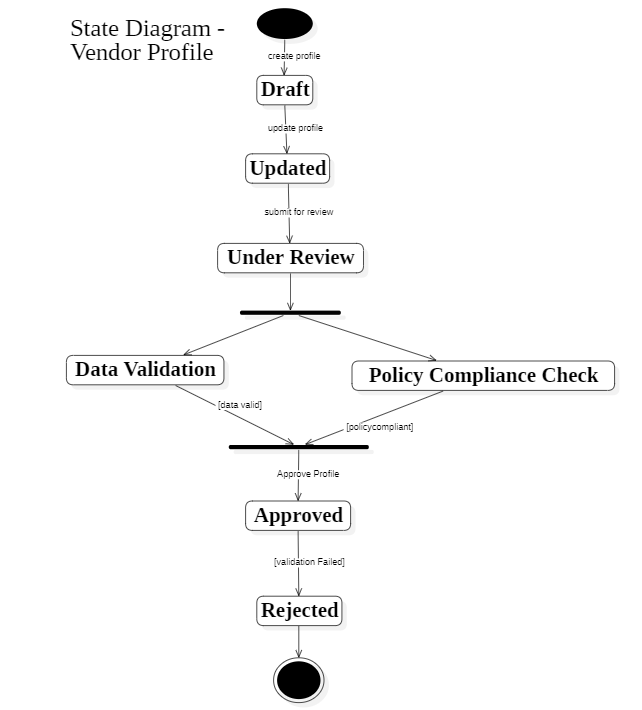 State Diagram -
Vendor Profile
create profile
Draft
update profile
Updated
submit for review
Under Review
Data Validation
Policy Compliance Check
[data valid]
[policycompliant]
Approve Profile
Approved
[validation Failed]
Rejected